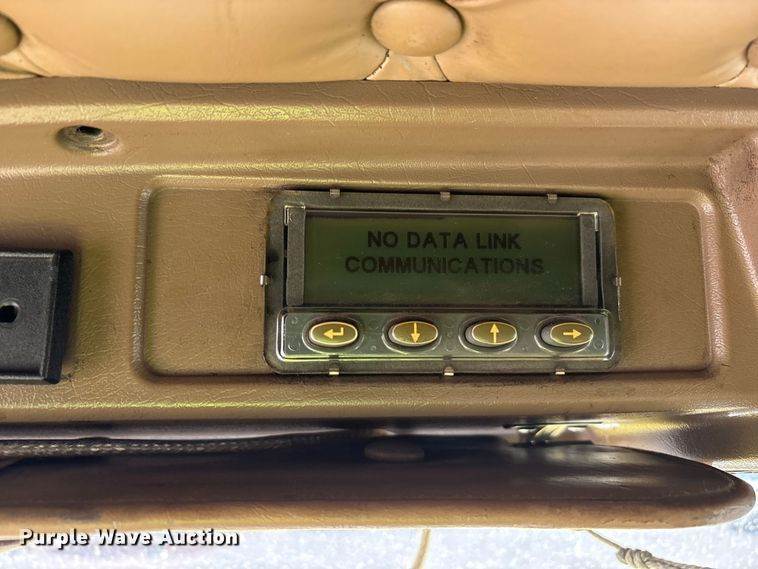 NO DATA LINK
COMMUNICATIONS
Purple Wave Auction